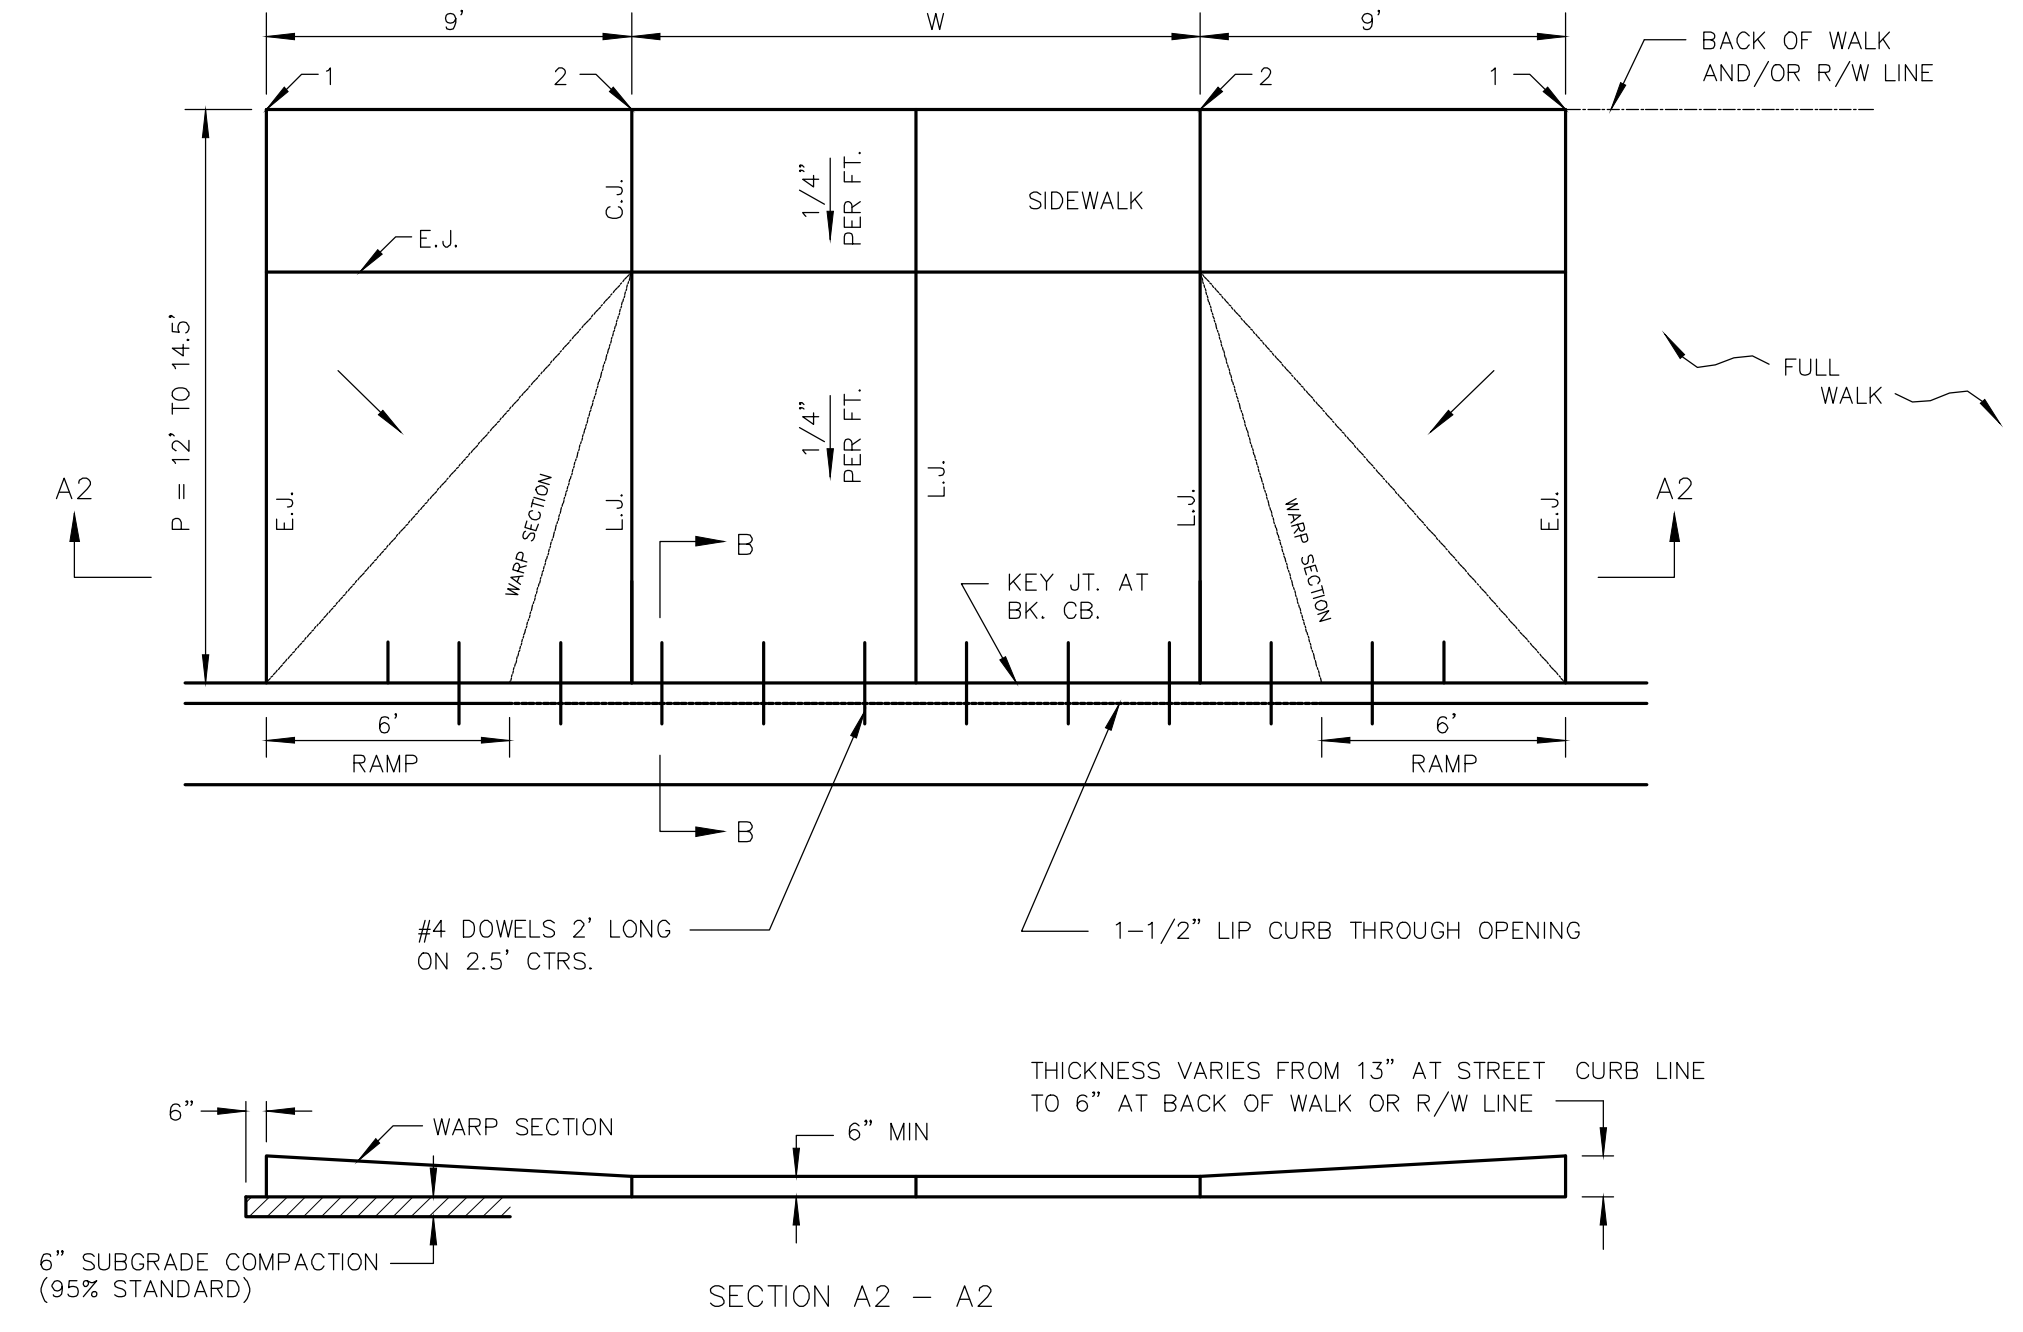 9'
W
9'
BACK OF WALK
AND/OR R/W LINE
1
2
2
1
C.J.
1/4"
PER FT.
SIDEWALK
E.J.
P = 12' TO 14.5'
1/4"
PER FT.
FULL
WALK
A2
A2
E.J.
WARP SECTION
L.J.
L.J.
L.J.
WARP SECTION
E.J.
B
KEY JT. AT
BK. CB.
6'
RAMP
6'
RAMP
B
#4 DOWELS 2' LONG
ON 2.5' CTRS.
1-1/2" LIP CURB THROUGH OPENING
THICKNESS VARIES FROM 13" AT STREET CURB LINE
TO 6" AT BACK OF WALK OR R/W LINE
6"
WARP SECTION
6" MIN
6" SUBGRADE COMPACTION
(95% STANDARD)
SECTION A2 - A2